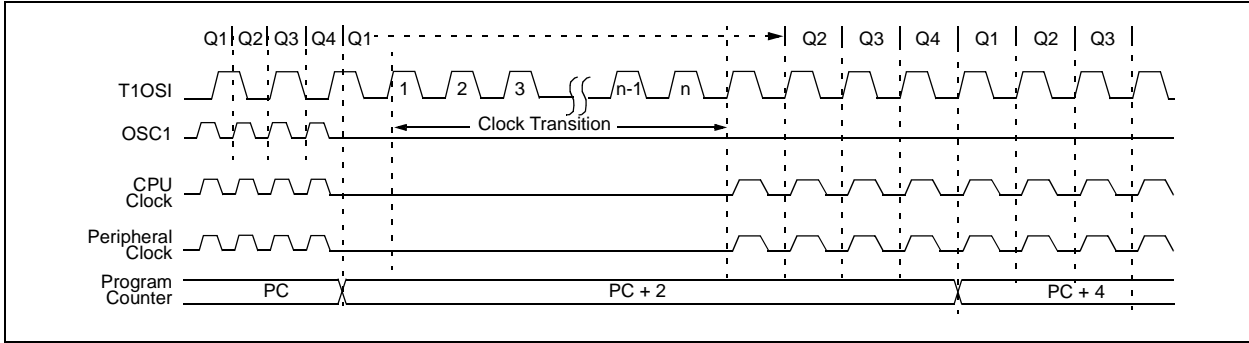 Q1 Q2 Q3 Q4 Q1 Q2 Q3 Q4 Q1 Q2 Q3
T1OSI 1 2 3 n-1 n
OSC1
Clock Transition
CPU
Clock
Peripheral
Clock
Program
Counter
PC PC + 2 PC + 4